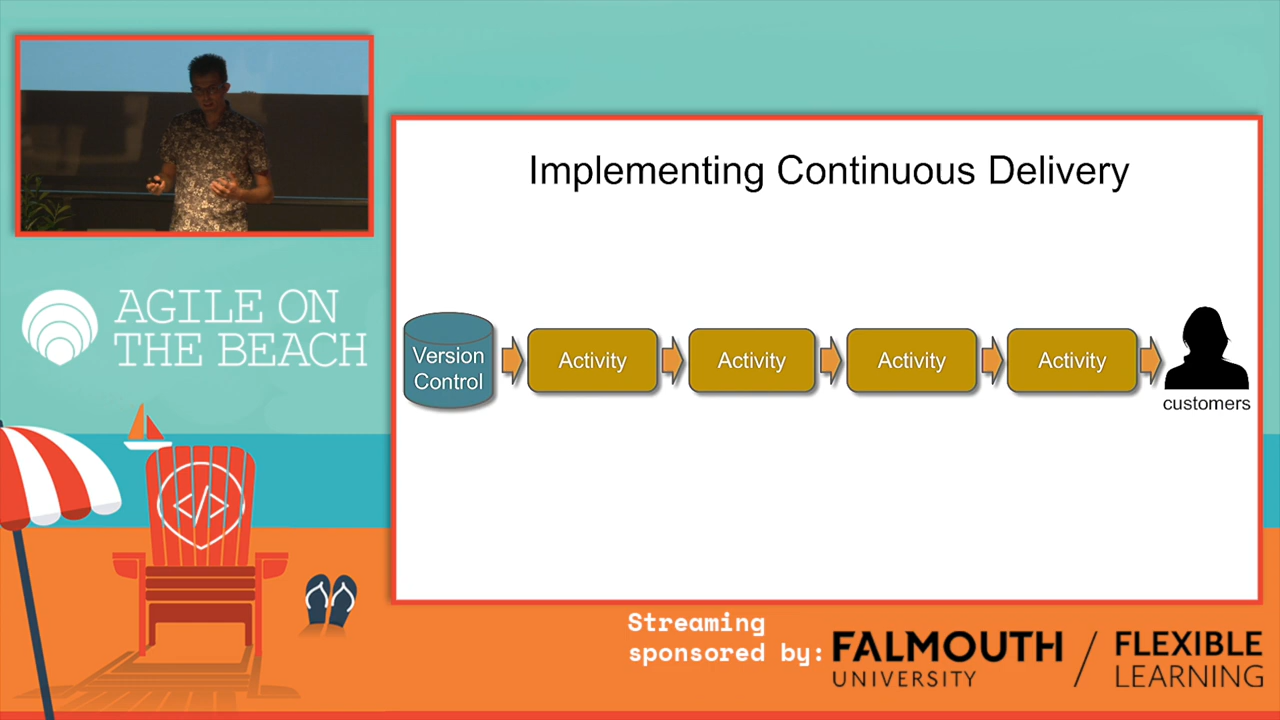 Implementing Continuous Delivery
Version
Control
Activity
Activity
Activity
Activity
customers
AGILE ON
THE BEACH
</>
Streaming
sponsored by:
FALMOUTH
UNIVERSITY
/
FLEXIBLE
LEARNING